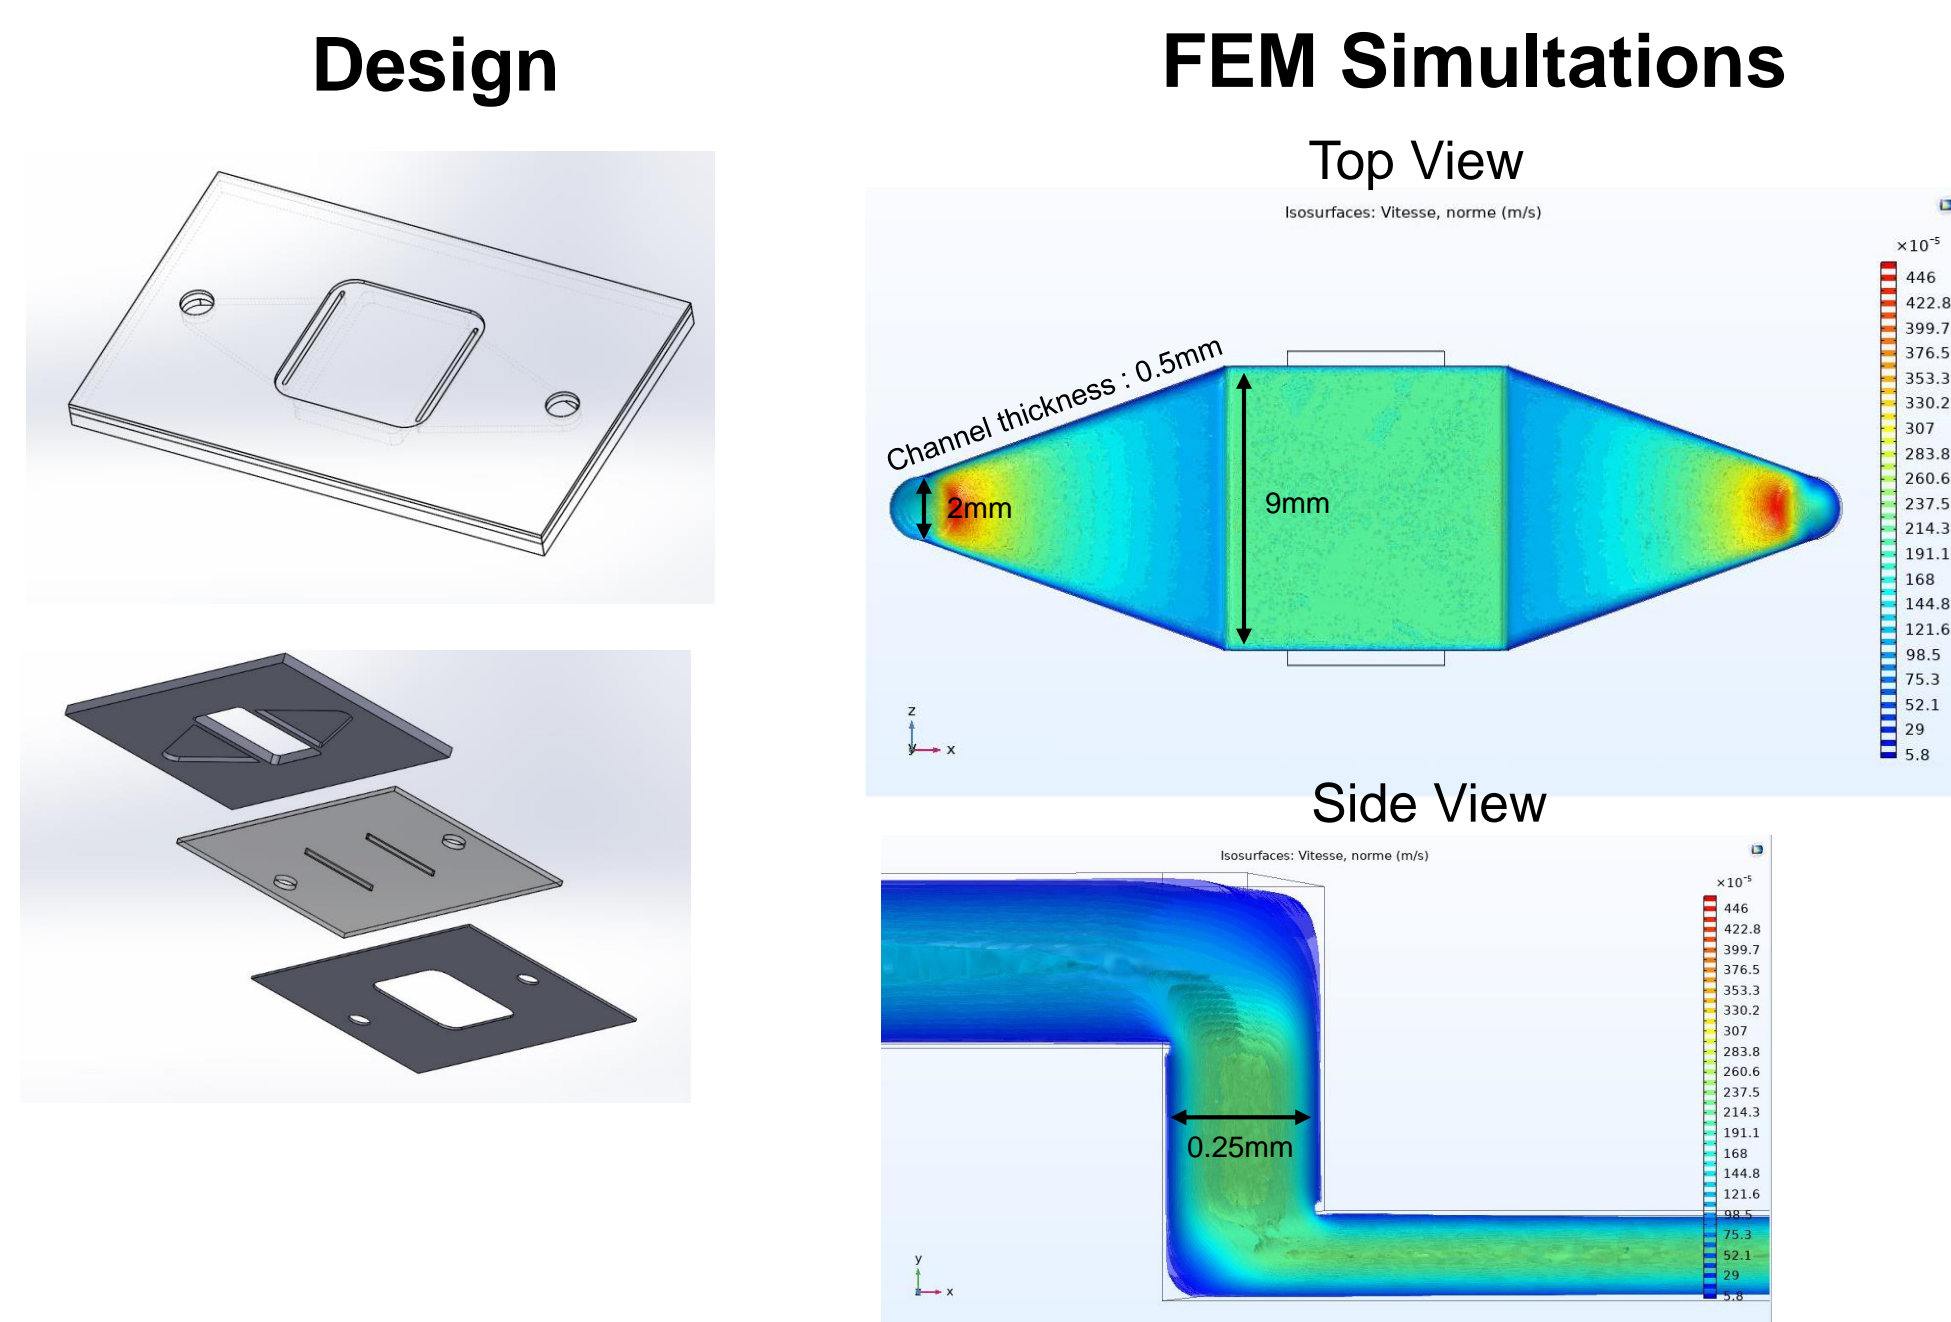 Design
FEM Simultations
Top View
Isosurfaces: Vitesse, norme (m/s)
×10⁻⁵
446
422.8
399.7
376.5
353.3
330.2
307
283.8
260.6
237.5
214.3
191.1
168
144.8
121.6
98.5
75.3
52.1
29
5.8
Channel thickness : 0.5mm
2mm
9mm
z
y
x
Side View
Isosurfaces: Vitesse, norme (m/s)
×10⁻⁵
446
422.8
399.7
376.5
353.3
330.2
307
283.8
260.6
237.5
214.3
191.1
168
144.8
121.6
98.5
75.3
52.1
29
5.8
0.25mm
y
z
x